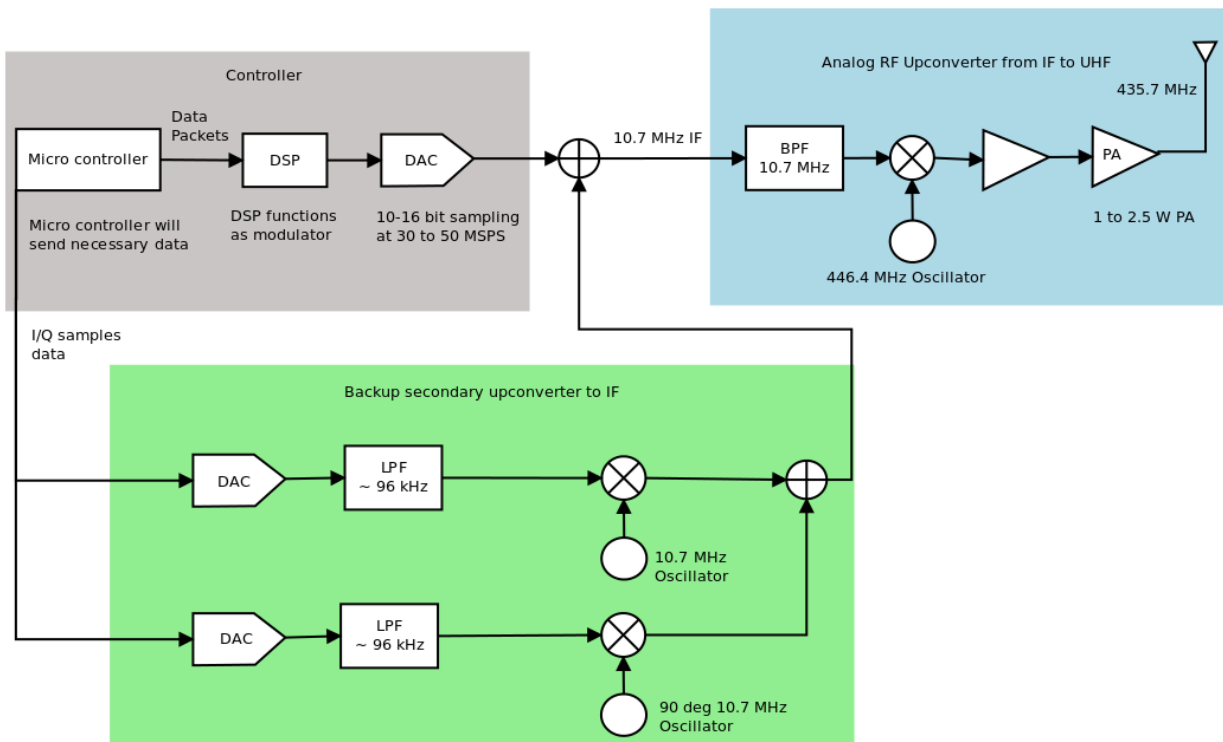 Controller
Data
Packets
Micro controller
DSP
DAC
Micro controller will
send necessary data
DSP functions
as modulator
10-16 bit sampling
at 30 to 50 MSPS
10.7 MHz IF
Analog RF Upconverter from IF to UHF
435.7 MHz
BPF
10.7 MHz
PA
1 to 2.5 W PA
446.4 MHz Oscillator
I/Q samples
data
Backup secondary upconverter to IF
DAC
LPF
~ 96 kHz
10.7 MHz
Oscillator
DAC
LPF
~ 96 kHz
90 deg 10.7 MHz
Oscillator